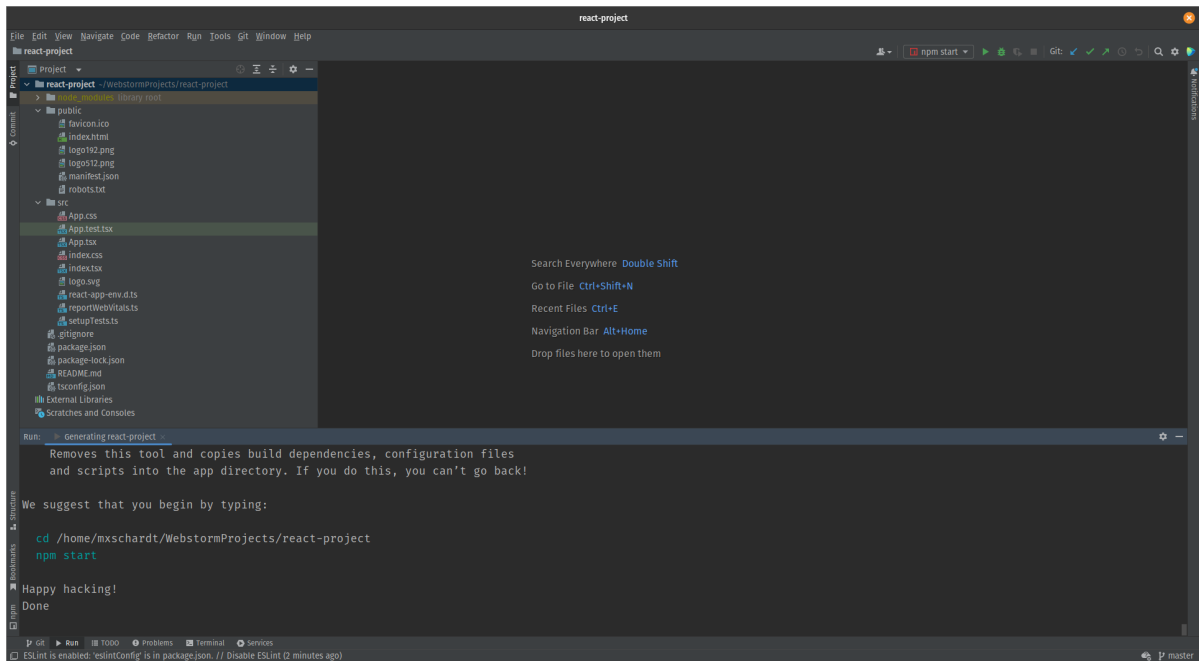 react-project
File Edit View Navigate Code Refactor Run Tools Git Window Help
react-project
npm start
Git:
Project
Project
react-project ~/WebstormProjects/react-project
node_modules library root
public
favicon.ico
index.html
logo192.png
logo512.png
manifest.json
robots.txt
src
App.css
App.test.tsx
App.tsx
index.css
index.tsx
logo.svg
react-app-env.d.ts
reportWebVitals.ts
setupTests.ts
.gitignore
package.json
package-lock.json
README.md
tsconfig.json
External Libraries
Scratches and Consoles
Commit
Notifications
Search Everywhere Double Shift
Go to File Ctrl+Shift+N
Recent Files Ctrl+E
Navigation Bar Alt+Home
Drop files here to open them
Run: Generating react-project
Removes this tool and copies build dependencies, configuration files
and scripts into the app directory. If you do this, you can’t go back!
We suggest that you begin by typing:
cd /home/mxschardt/WebstormProjects/react-project
npm start
Happy hacking!
Done
Structure
Bookmarks
npm
Git Run TODO Problems Terminal Services
ESLint is enabled: 'eslintConfig' is in package.json. // Disable ESLint (2 minutes ago)
master